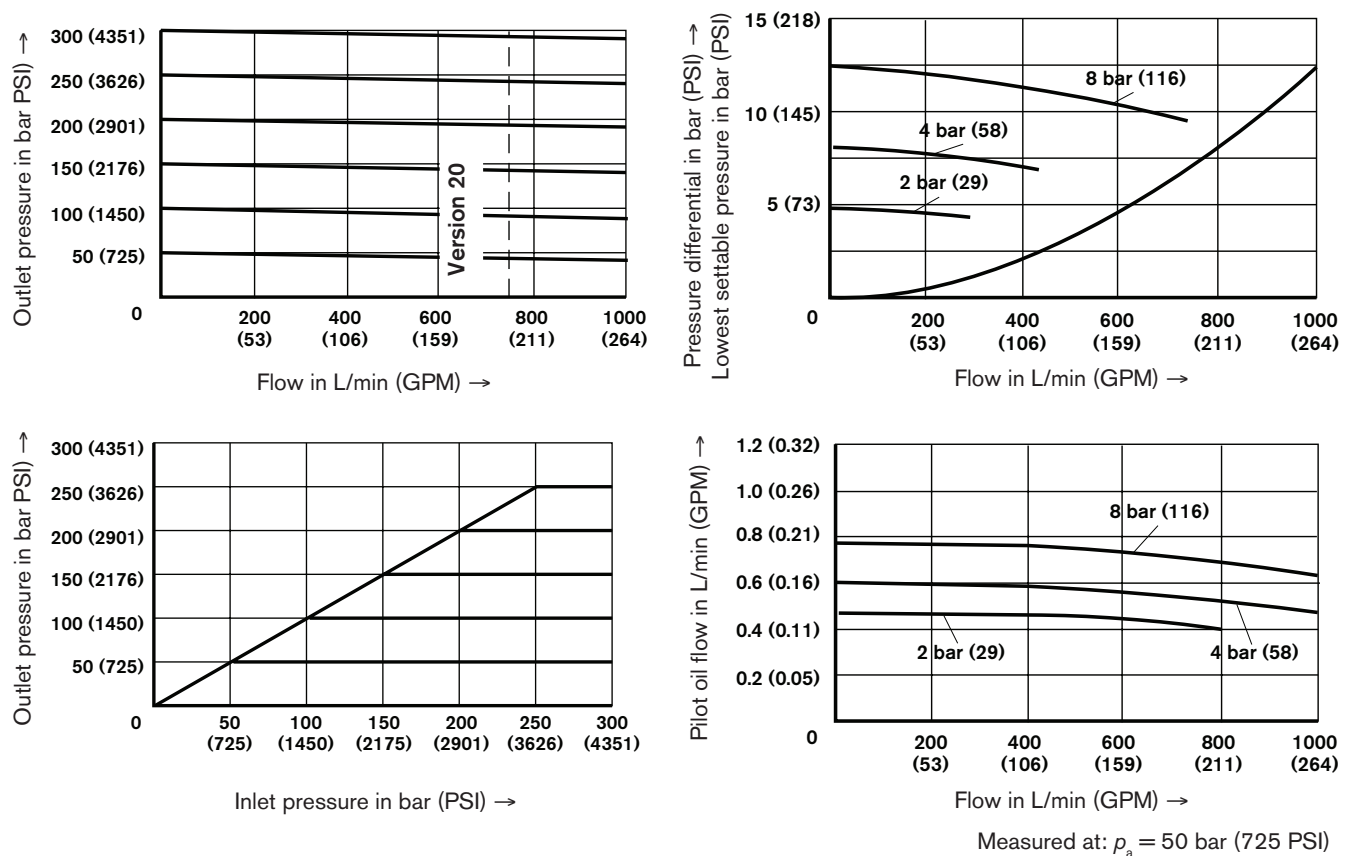 Outlet pressure in bar PSI) →
300 (4351)
250 (3626)
200 (2901)
150 (2176)
100 (1450)
50 (725)
0
Version 20
200 400 600 800 1000
(53) (106) (159) (211) (264)
Flow in L/min (GPM) →
Pressure differential in bar (PSI) →
Lowest settable pressure in bar (PSI)
15 (218)
10 (145)
5 (73)
0
8 bar (116)
4 bar (58)
2 bar (29)
200 400 600 800 1000
(53) (106) (159) (211) (264)
Flow in L/min (GPM) →
Outlet pressure in bar PSI) →
300 (4351)
250 (3626)
200 (2901)
150 (2176)
100 (1450)
50 (725)
0
50 100 150 200 250 300
(725) (1450) (2175) (2901) (3626) (4351)
Inlet pressure in bar (PSI) →
Pilot oil flow in L/min (GPM) →
1.2 (0.32)
1.0 (0.26)
0.8 (0.21)
0.6 (0.16)
0.4 (0.11)
0.2 (0.05)
0
8 bar (116)
2 bar (29)
4 bar (58)
200 400 600 800 1000
(53) (106) (159) (211) (264)
Flow in L/min (GPM) →
Measured at: pa = 50 bar (725 PSI)